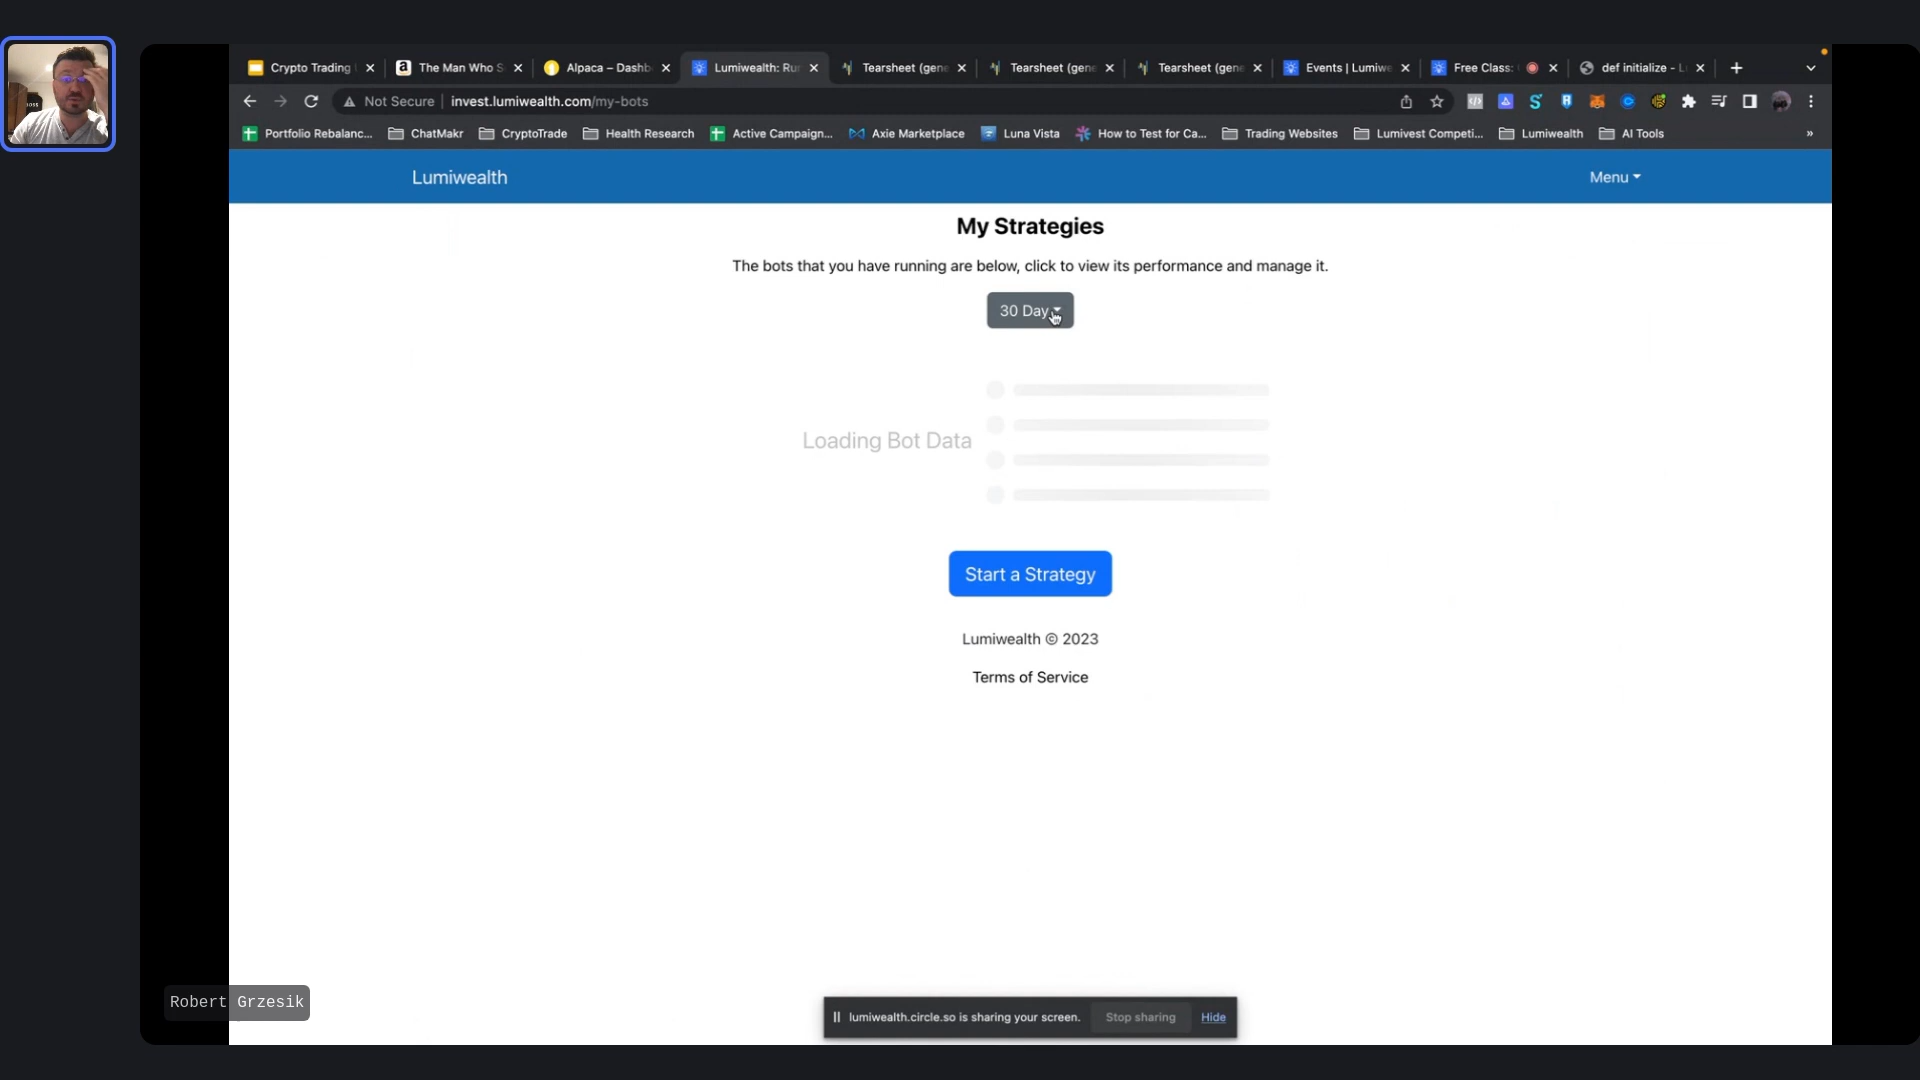 Crypto Trading
The Man Who S
Alpaca – Dashb
Lumiwealth: Ru
Tearsheet (gene
Tearsheet (gene
Tearsheet (gene
Events | Lumiwe
Free Class:
def initialize - L
Not Secure
invest.lumiwealth.com/my-bots
Portfolio Rebalanc...
ChatMakr
CryptoTrade
Health Research
Active Campaign...
Axie Marketplace
Luna Vista
How to Test for Ca...
Trading Websites
Lumivest Competi...
Lumiwealth
AI Tools
»
Lumiwealth
Menu
My Strategies
The bots that you have running are below, click to view its performance and manage it.
30 Day
Loading Bot Data
Start a Strategy
Lumiwealth © 2023
Terms of Service
Robert Grzesik
lumiwealth.circle.so is sharing your screen.
Stop sharing
Hide